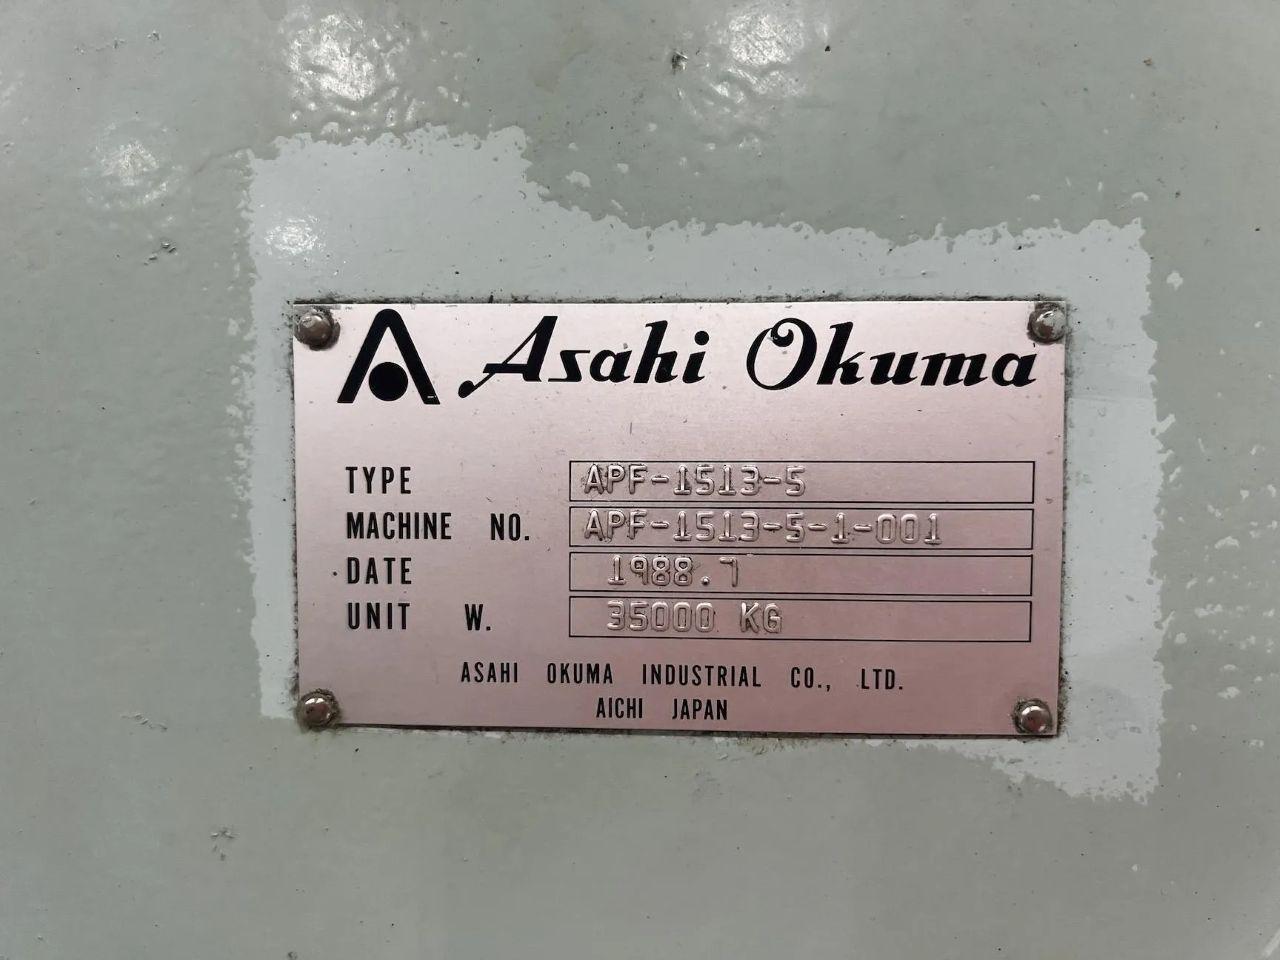 Asahi Okuma
TYPE APF-1513-5
MACHINE NO. APF-1513-5-1-001
DATE 1988.7
UNIT W. 35000 KG
ASAHI OKUMA INDUSTRIAL CO., LTD.
AICHI JAPAN